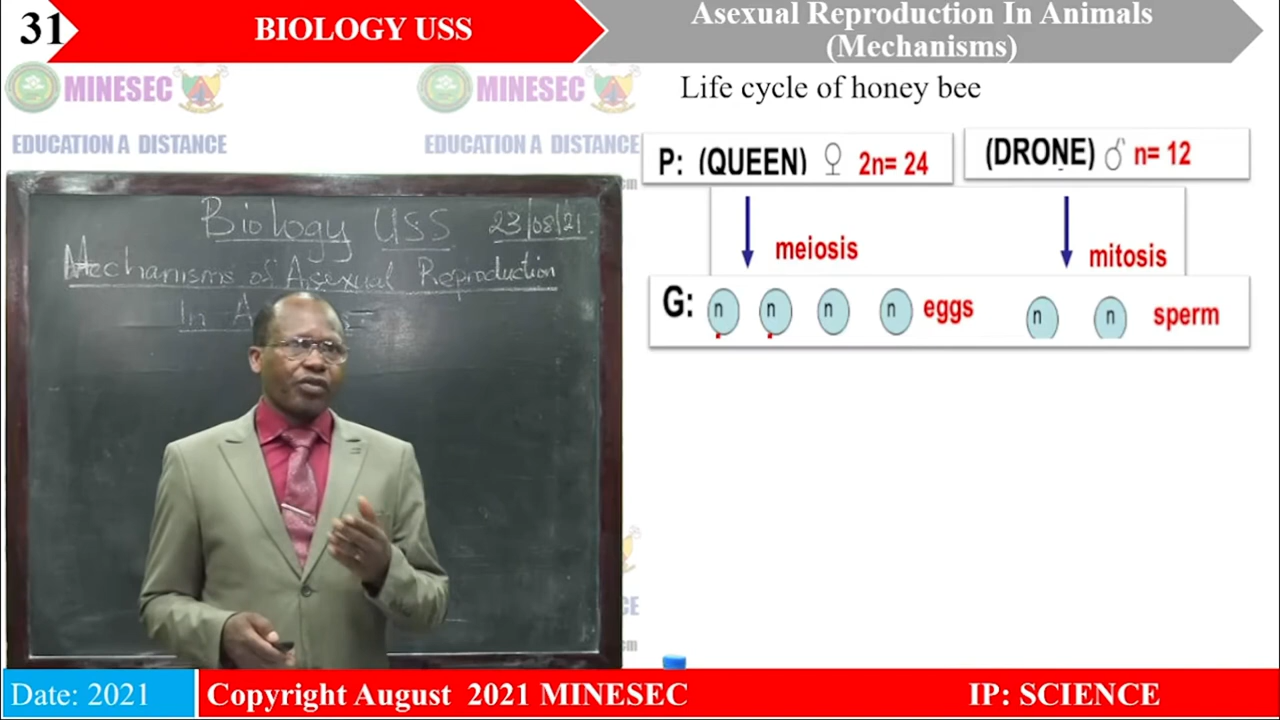 31
BIOLOGY USS
Asexual Reproduction In Animals
(Mechanisms)
MINESEC
MINESEC
EDUCATION A DISTANCE
EDUCATION A DISTANCE
Life cycle of honey bee
P: (QUEEN) ♀ 2n= 24
(DRONE) ♂ n= 12
meiosis
mitosis
G: n n n n eggs n n sperm
Biology USS 23/08/21
Mechanisms of Asexual Reproduction
In
Date: 2021
Copyright August 2021 MINESEC
IP: SCIENCE